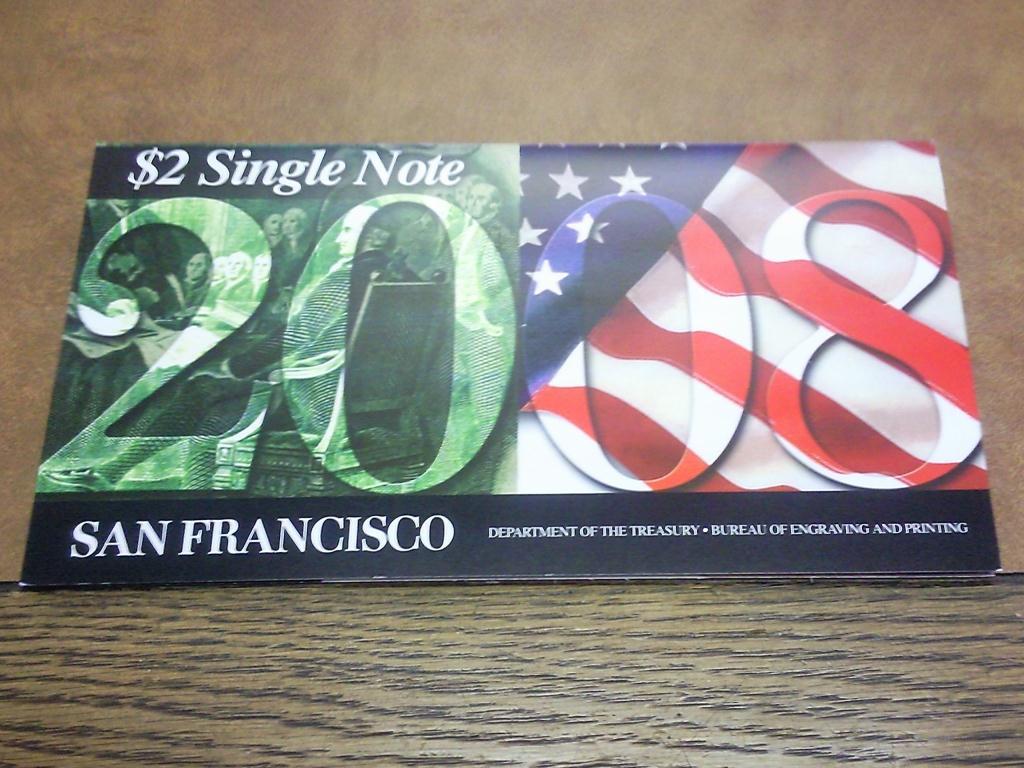 $2 Single Note
2008
SAN FRANCISCO
DEPARTMENT OF THE TREASURY • BUREAU OF ENGRAVING AND PRINTING